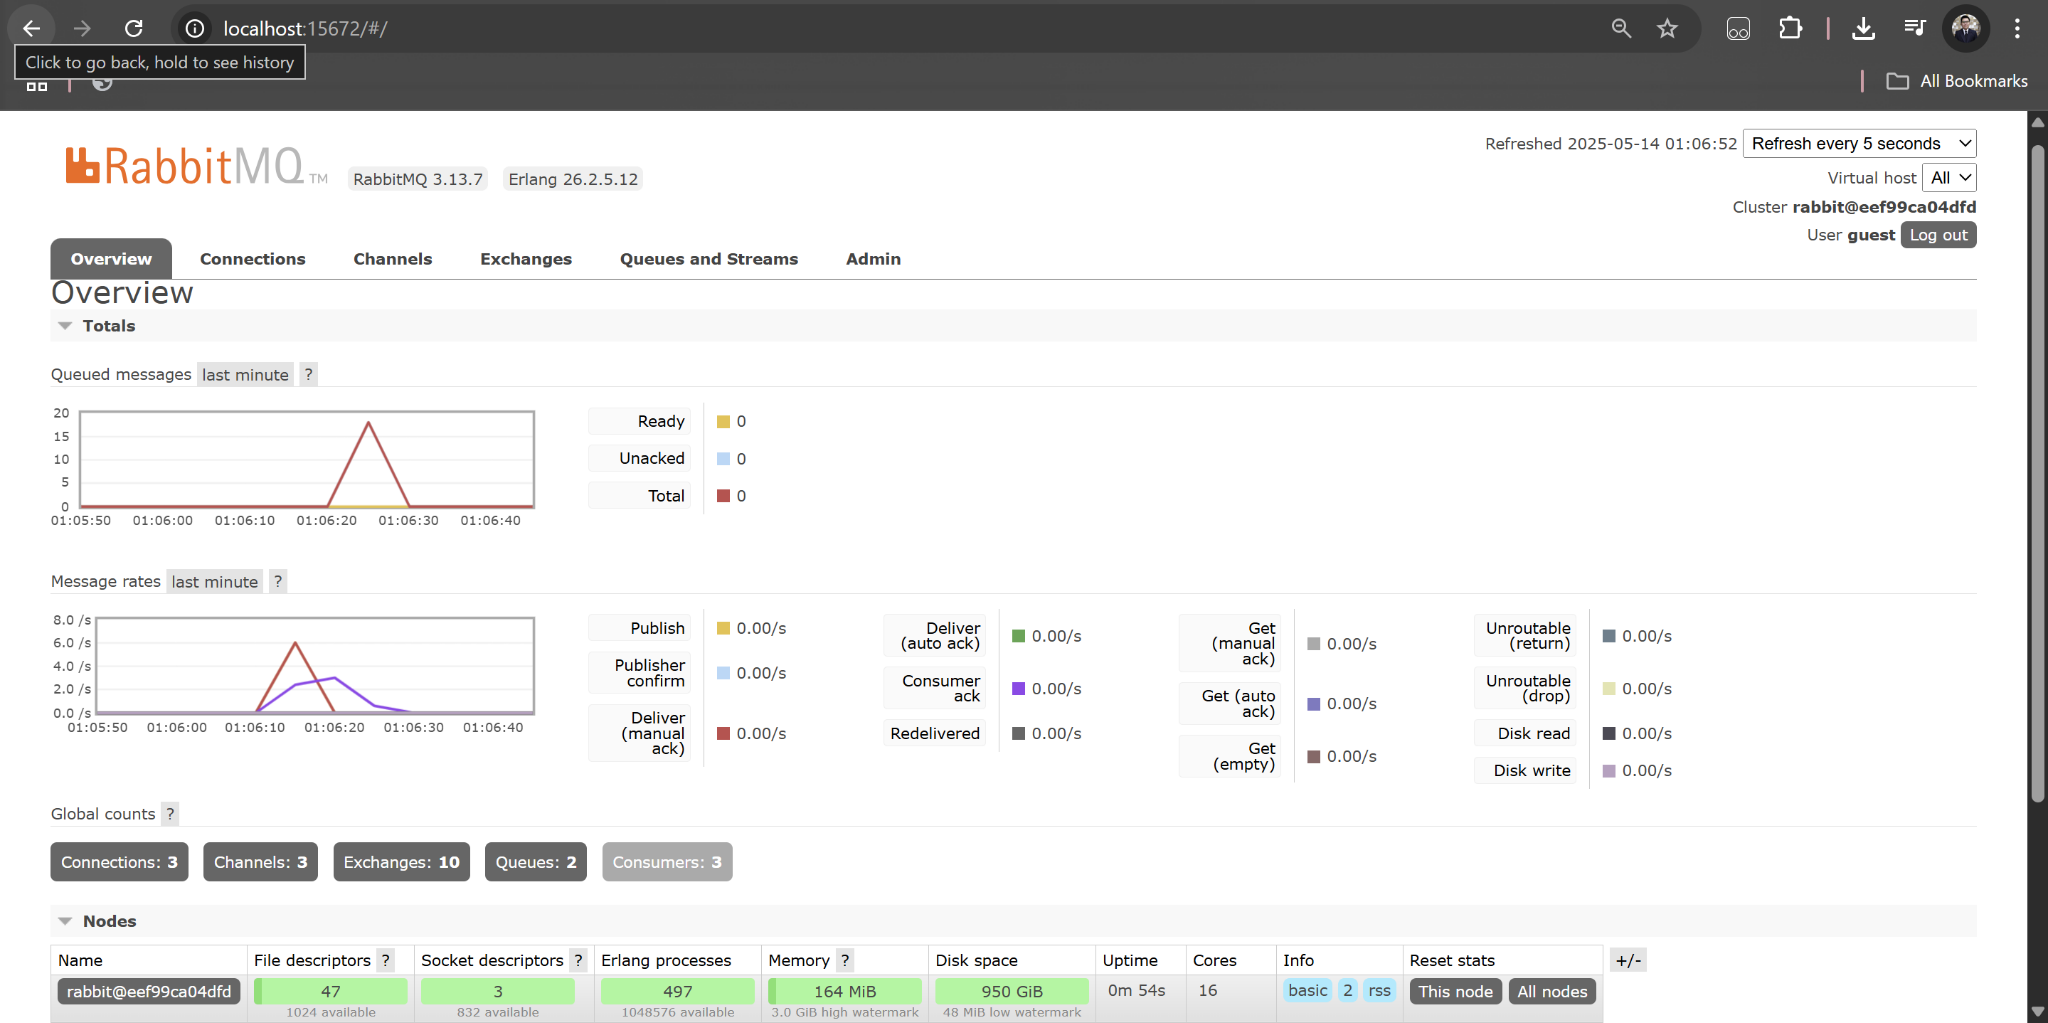 localhost:15672/#/
Click to go back, hold to see history
All Bookmarks
RabbitMQ TM RabbitMQ 3.13.7 Erlang 26.2.5.12
Refreshed 2025-05-14 01:06:52 Refresh every 5 seconds
Virtual host All
Cluster rabbit@eef99ca04dfd
User guest Log out
Overview Connections Channels Exchanges Queues and Streams Admin
Overview
Totals
Queued messages last minute ?
20
15
10
5
0
01:05:50 01:06:00 01:06:10 01:06:20 01:06:30 01:06:40
Ready 0
Unacked 0
Total 0
Message rates last minute ?
8.0 /s
6.0 /s
4.0 /s
2.0 /s
0.0 /s
01:05:50 01:06:00 01:06:10 01:06:20 01:06:30 01:06:40
Publish 0.00/s
Publisher
confirm 0.00/s
Deliver
(manual
ack) 0.00/s
Deliver
(auto ack) 0.00/s
Consumer
ack 0.00/s
Redelivered 0.00/s
Get
(manual
ack) 0.00/s
Get (auto
ack) 0.00/s
Get
(empty) 0.00/s
Unroutable
(return) 0.00/s
Unroutable
(drop) 0.00/s
Disk read 0.00/s
Disk write 0.00/s
Global counts ?
Connections: 3 Channels: 3 Exchanges: 10 Queues: 2 Consumers: 3
Nodes
Name File descriptors ? Socket descriptors ? Erlang processes Memory ? Disk space Uptime Cores Info Reset stats +/-
rabbit@eef99ca04dfd 47 3 497 164 MiB 950 GiB 0m 54s 16 basic 2 rss This node All nodes
1024 available 832 available 1048576 available 3.0 GiB high watermark 48 MiB low watermark